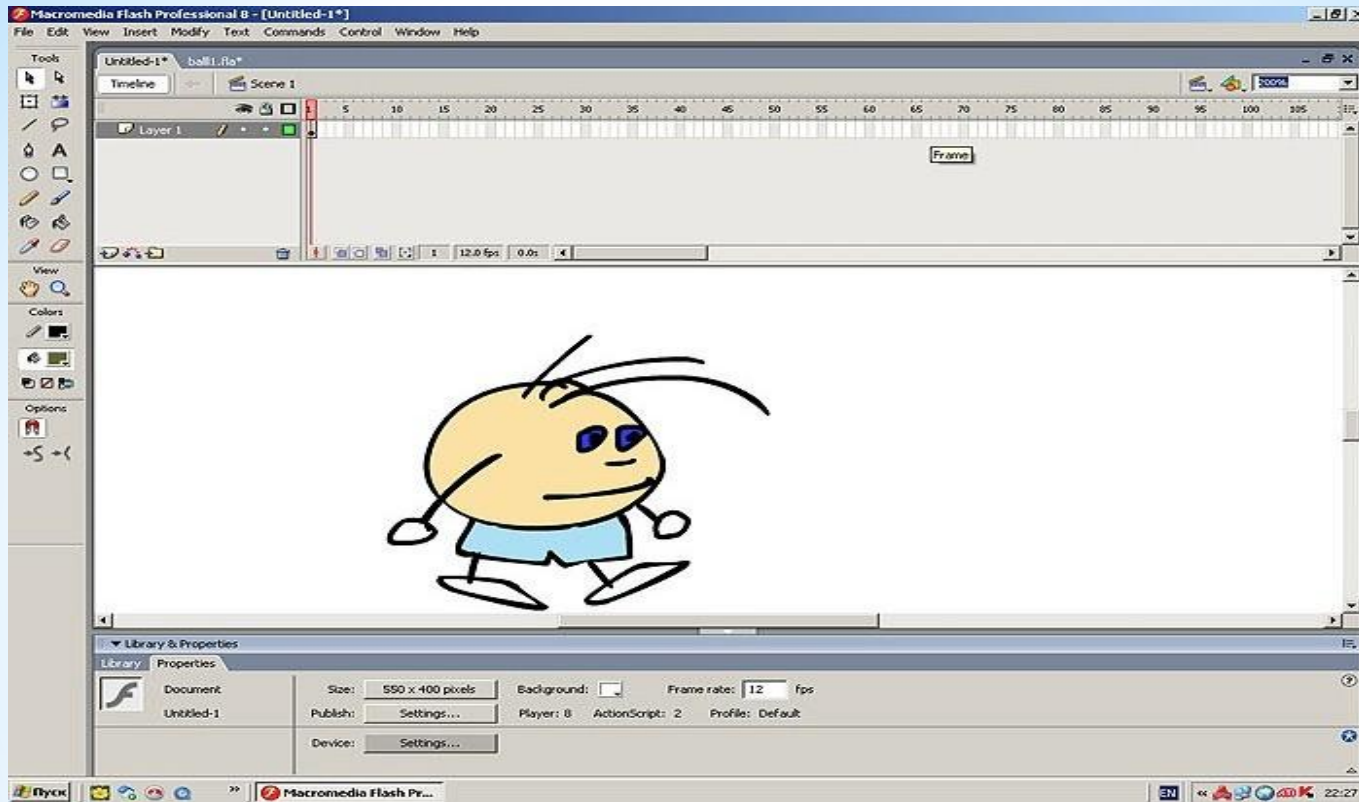 Macromedia Flash Professional 8 - [Untitled-1*]
File Edit View Insert Modify Text Commands Control Window Help
Tools
Untitled-1* ball1.fla*
Timeline Scene 1 200%
1 5 10 15 20 25 30 35 40 45 50 55 60 65 70 75 80 85 90 95 100 105
Layer 1
Frame
1 12.0 fps 0.0s
View
Colors
Options
Library & Properties
Library Properties
Document Size: 550 x 400 pixels Background: Frame rate: 12 fps
Untitled-1 Publish: Settings... Player: 8 ActionScript: 2 Profile: Default
Device: Settings...
Пуск » Macromedia Flash Pr... EN « 22:27